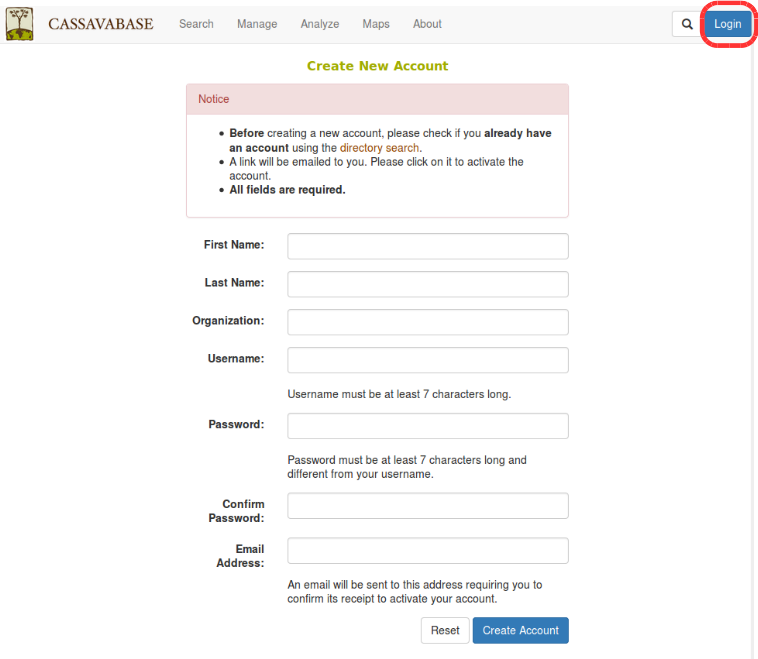 CASSAVABASE Search Manage Analyze Maps About Login
Create New Account
Notice
• Before creating a new account, please check if you already have
an account using the directory search.
• A link will be emailed to you. Please click on it to activate the
account.
• All fields are required.
First Name:
Last Name:
Organization:
Username:
Username must be at least 7 characters long.
Password:
Password must be at least 7 characters long and
different from your username.
Confirm
Password:
Email
Address:
An email will be sent to this address requiring you to
confirm its receipt to activate your account.
Reset Create Account